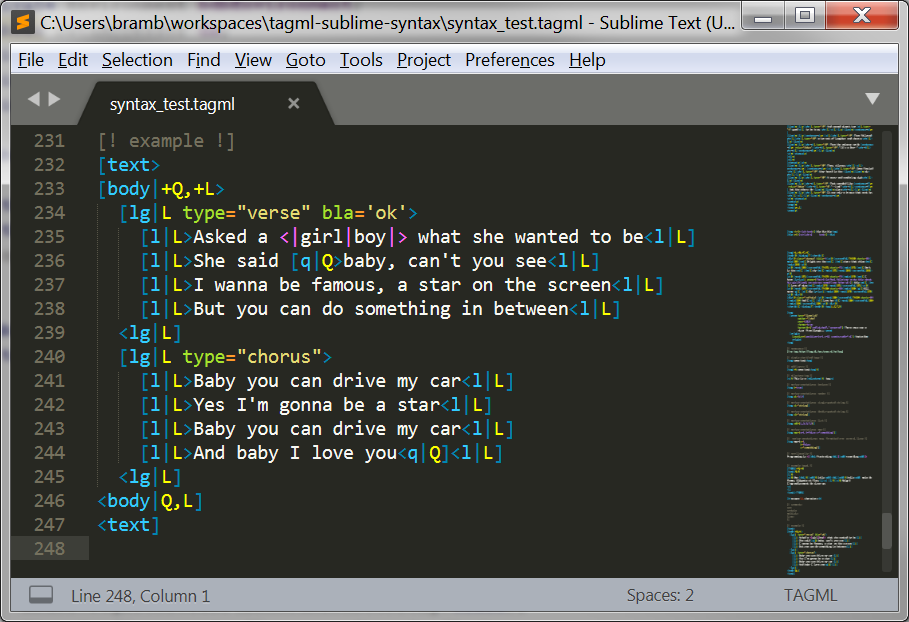 C:\Users\bramb\workspaces\tagml-sublime-syntax\syntax_test.tagml - Sublime Text (U...
File Edit Selection Find View Goto Tools Project Preferences Help
syntax_test.tagml
231 [! example !]
232 [text>
233 [body|+Q,+L>
234 [lg|L type="verse" bla='ok'>
235 [l|L>Asked a <|girl|boy|> what she wanted to be<l|L]
236 [l|L>She said [q|Q>baby, can't you see<l|L]
237 [l|L>I wanna be famous, a star on the screen<l|L]
238 [l|L>But you can do something in between<l|L]
239 <lg|L]
240 [lg|L type="chorus">
241 [l|L>Baby you can drive my car<l|L]
242 [l|L>Yes I'm gonna be a star<l|L]
243 [l|L>Baby you can drive my car<l|L]
244 [l|L>And baby I love you<q|Q]<l|L]
245 <lg|L]
246 <body|Q,L]
247 <text]
248
Line 248, Column 1 Spaces: 2 TAGML